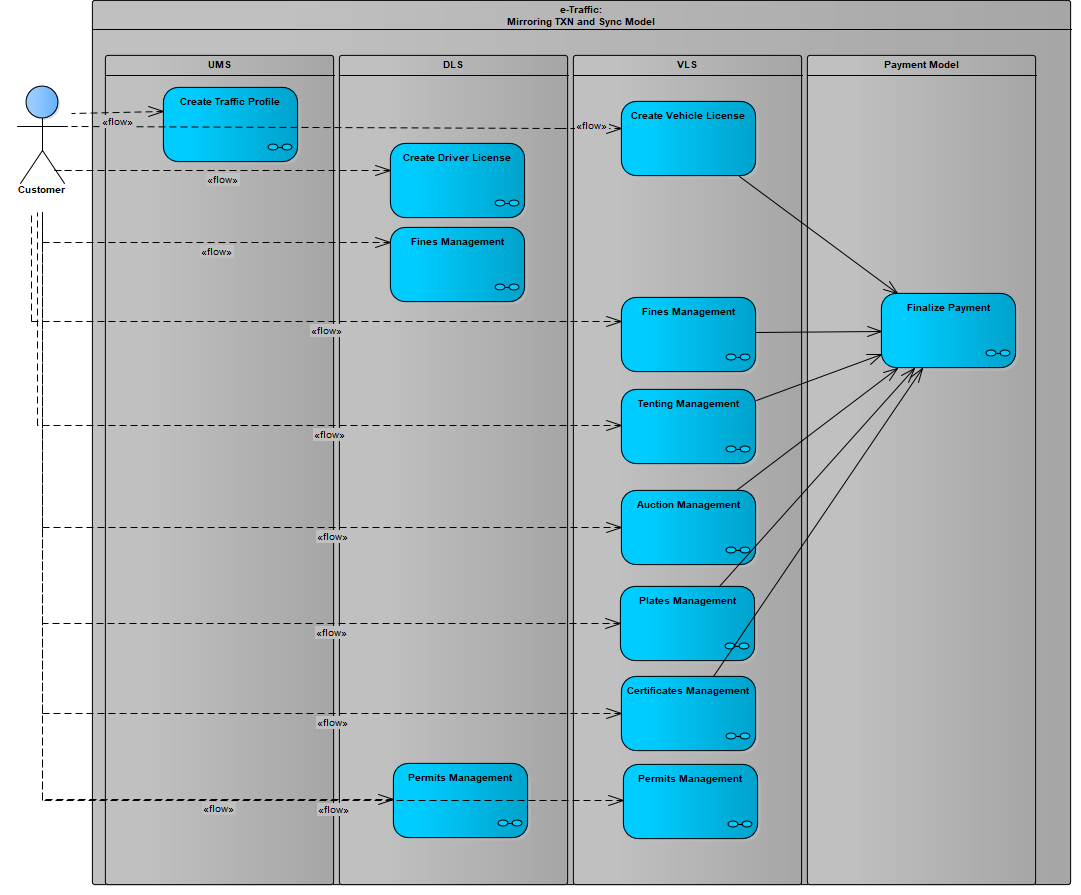 e-Traffic:
Mirroring TXN and Sync Model
UMS
DLS
VLS
Payment Model
Create Traffic Profile
Create Vehicle License
«flow»
«flow»
Create Driver License
«flow»
Customer
Fines Management
«flow»
Fines Management
Finalize Payment
«flow»
Tenting Management
«flow»
Auction Management
«flow»
Plates Management
«flow»
Certificates Management
«flow»
Permits Management
Permits Management
«flow»
«flow»